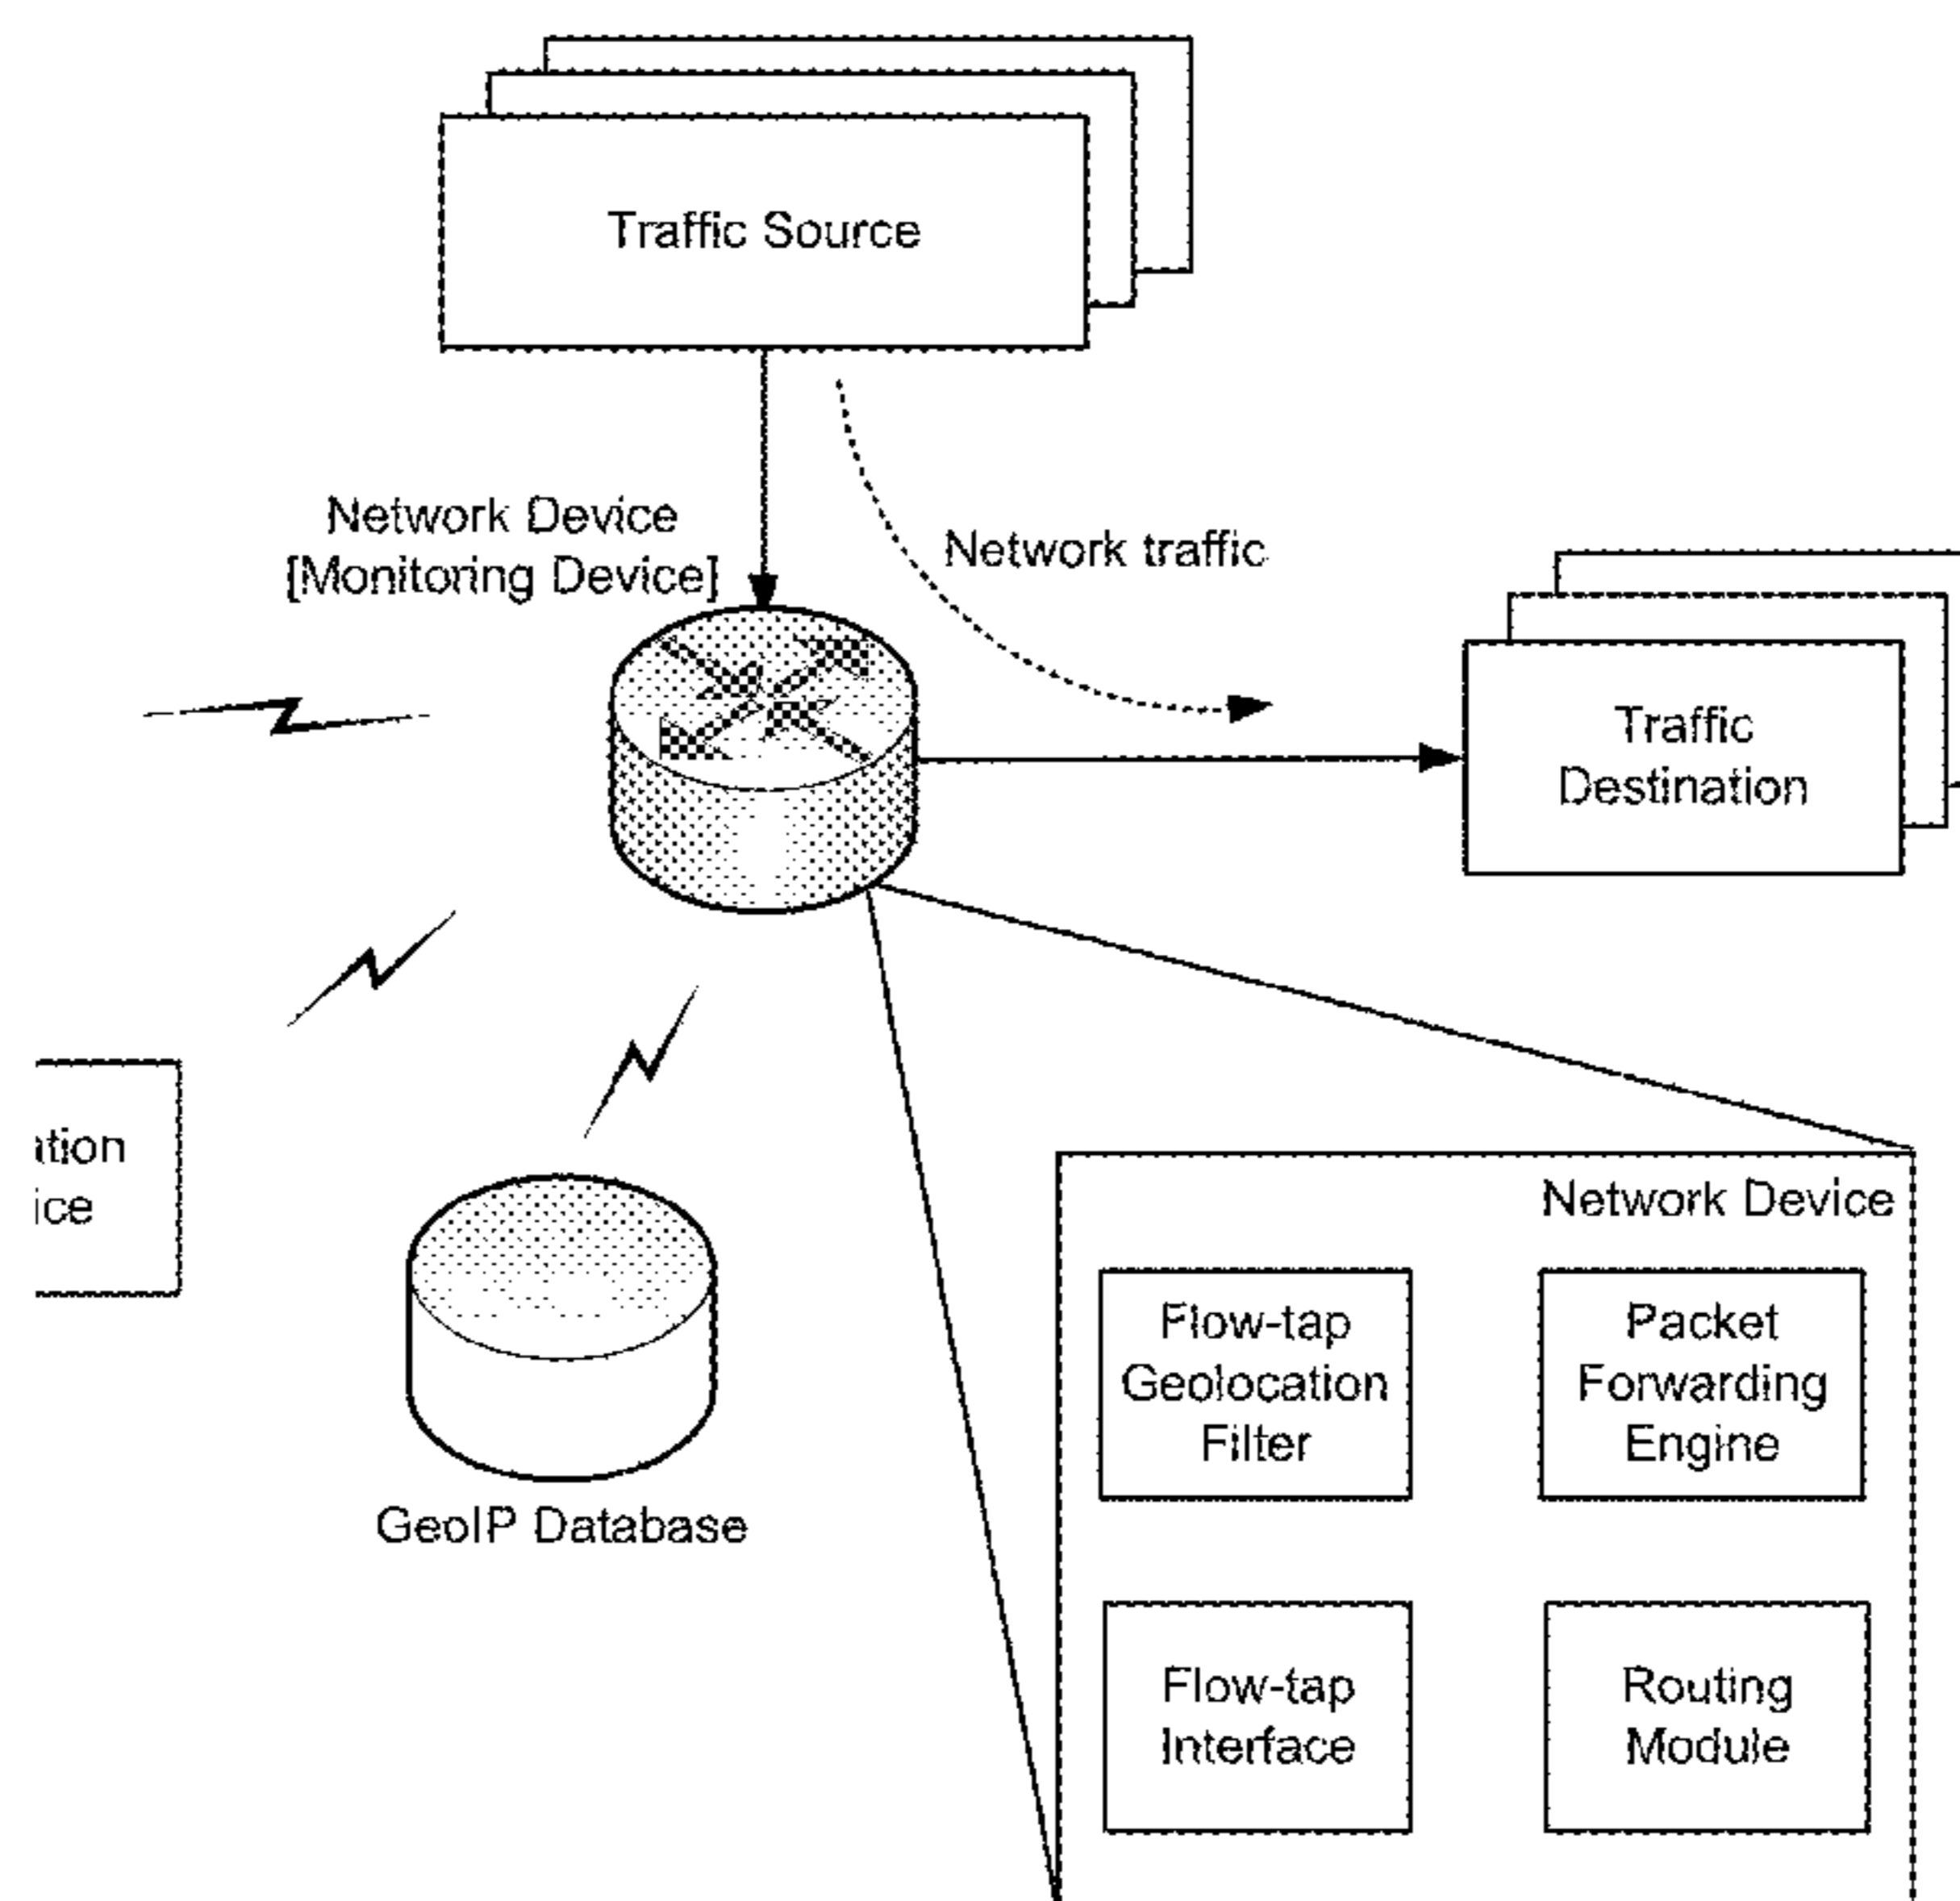 Traffic Source
Network Device
[Monitoring Device]
Network traffic
Traffic
Destination
Network Device
Flow-tap
Geolocation
Filter
Packet
Forwarding
Engine
GeoIP Database
Flow-tap
Interface
Routing
Module